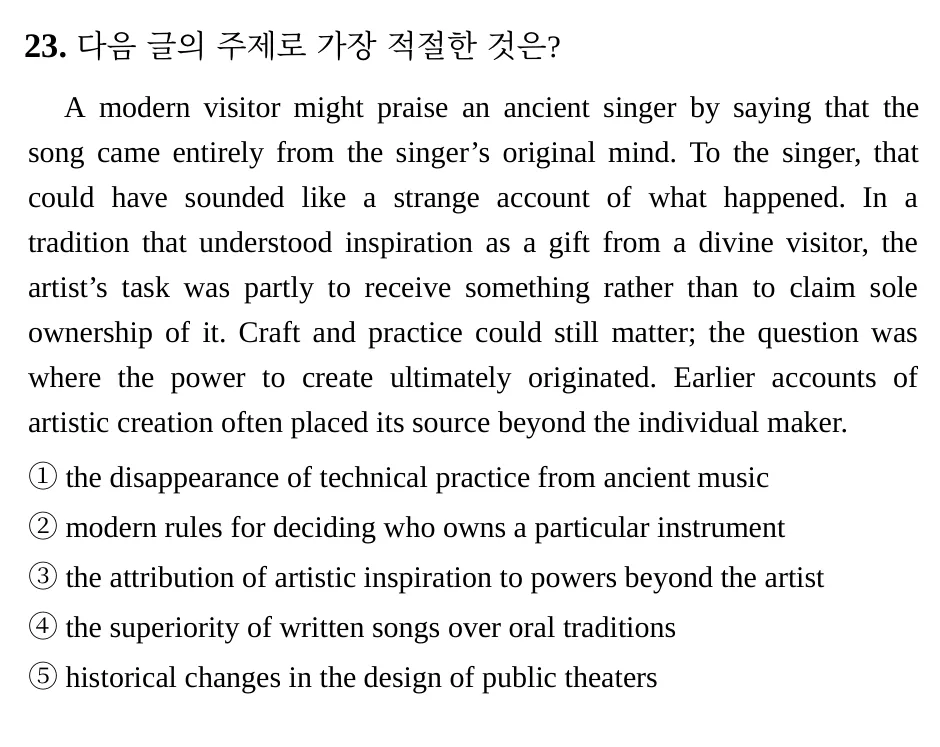 23. 다음 글의 주제로 가장 적절한 것은?
A modern visitor might praise an ancient singer by saying that the
song came entirely from the singer’s original mind. To the singer, that
could have sounded like a strange account of what happened. In a
tradition that understood inspiration as a gift from a divine visitor, the
artist’s task was partly to receive something rather than to claim sole
ownership of it. Craft and practice could still matter; the question was
where the power to create ultimately originated. Earlier accounts of
artistic creation often placed its source beyond the individual maker.
① the disappearance of technical practice from ancient music
② modern rules for deciding who owns a particular instrument
③ the attribution of artistic inspiration to powers beyond the artist
④ the superiority of written songs over oral traditions
⑤ historical changes in the design of public theaters